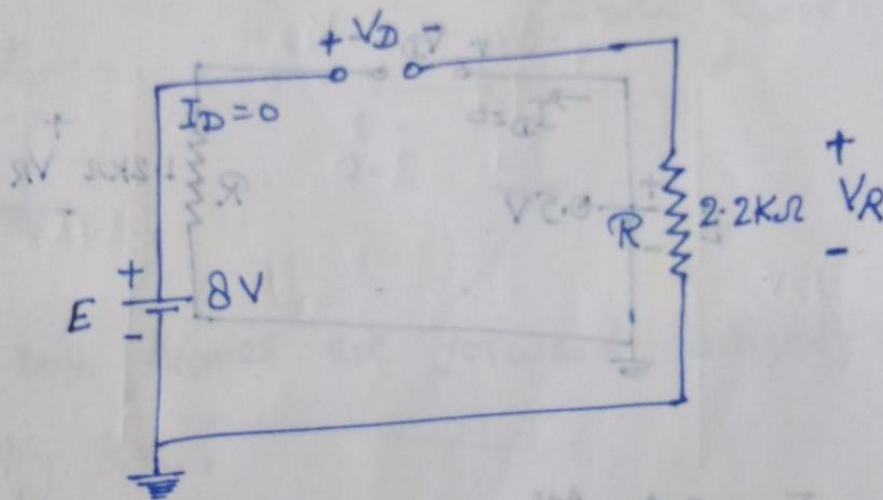 + VD -
ID = 0
+
E 8V
-
R 2.2KΩ
+
VR
-